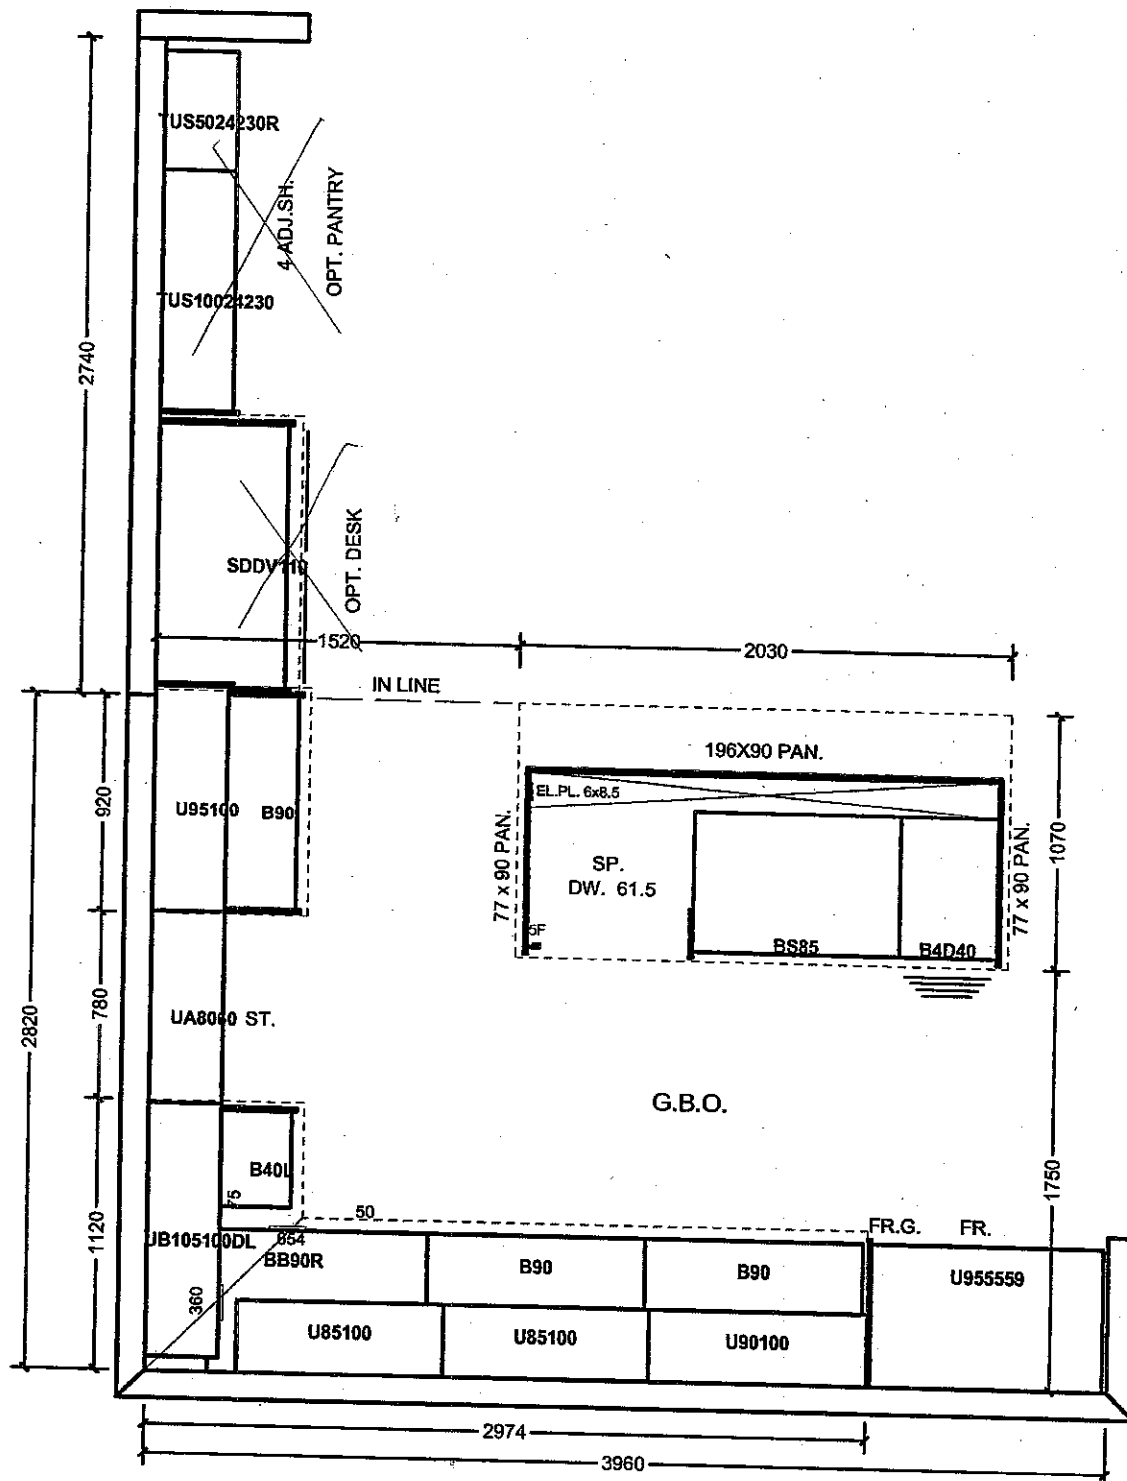 TUS5024230R
4 ADJ.SH.
OPT. PANTRY
TUS10024230
2740
SDDV110
OPT. DESK
1520
2030
IN LINE
196X90 PAN.
EL.PL. 6x8.5
920
U95100
B90
77 x 90 PAN.
SP.
DW. 61.5
77 x 90 PAN.
1070
5F
BS85
B4D40
2820
780
UA8060 ST.
G.B.O.
1750
B40L
75
1120
50
FR.G.
FR.
UB105100DL
654
BB90R
B90
B90
U955559
360
U85100
U85100
U90100
2974
3960